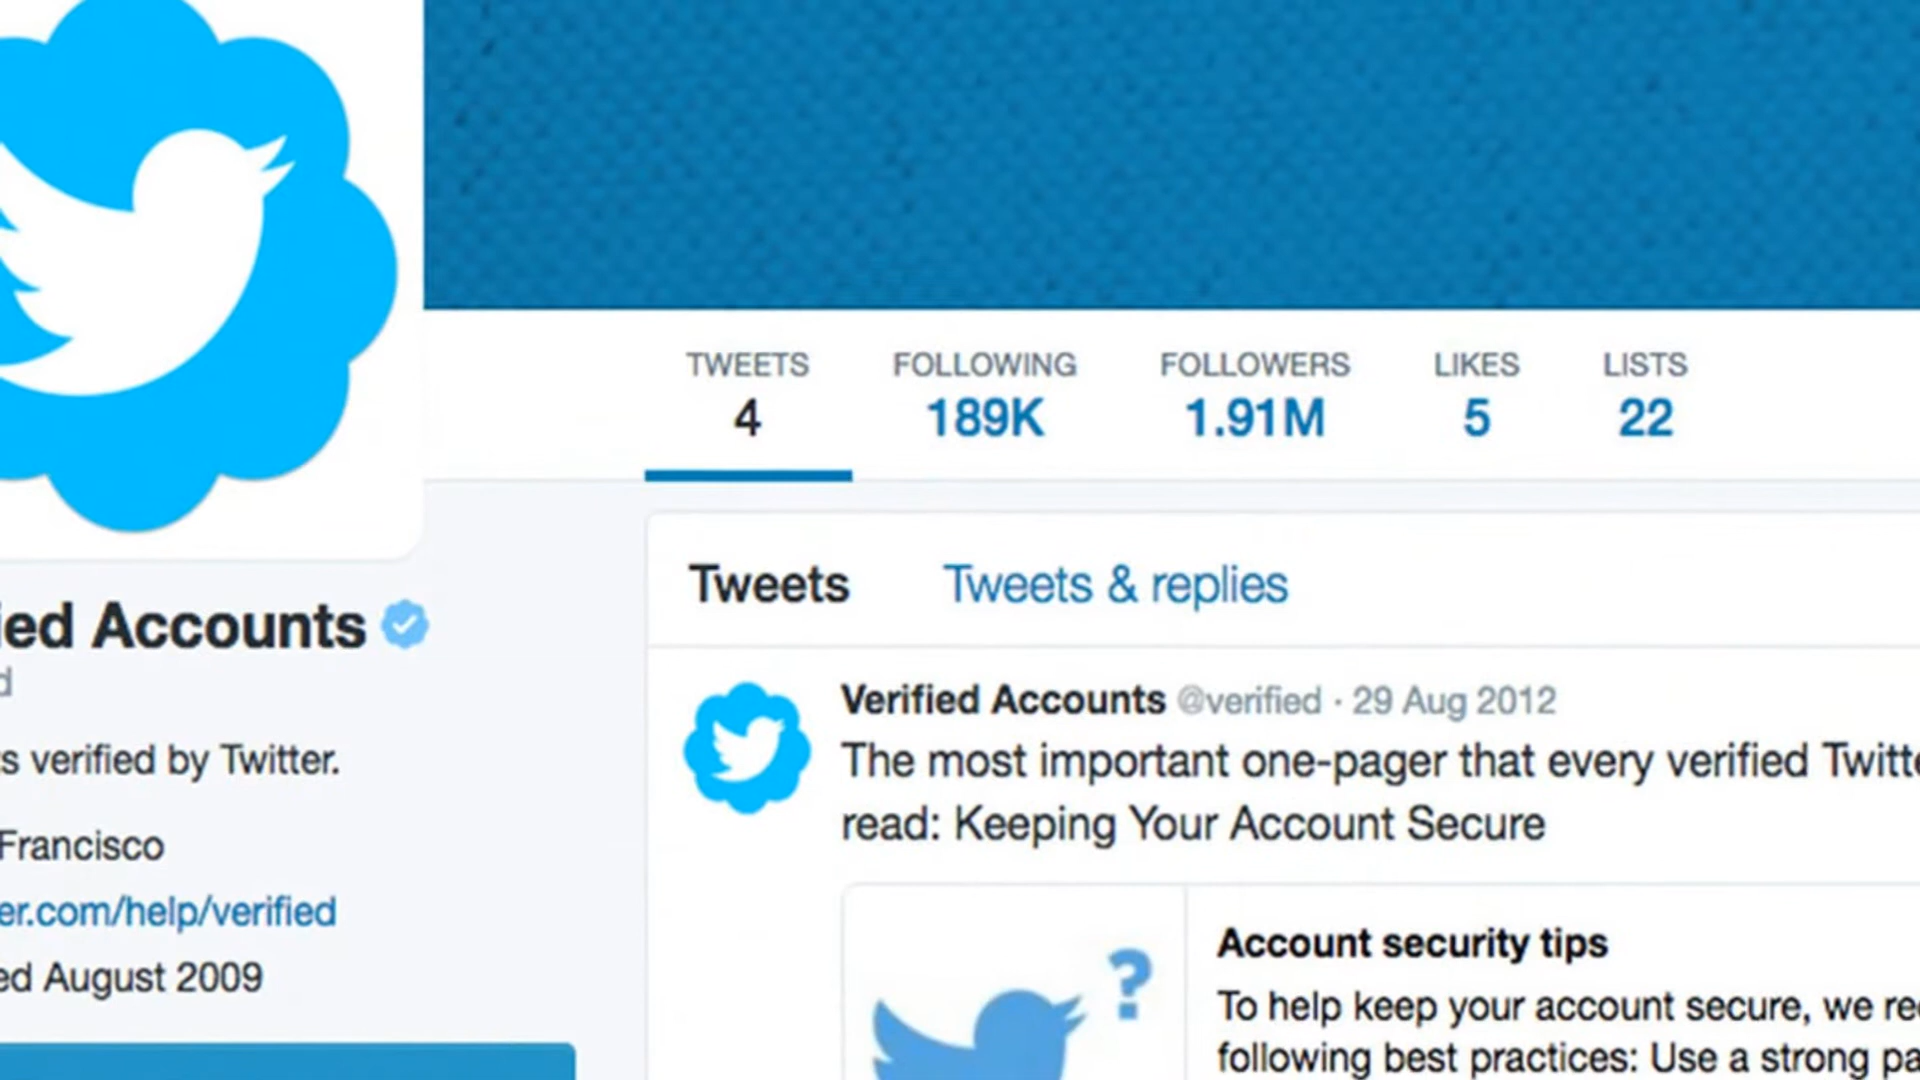 TWEETS FOLLOWING FOLLOWERS LIKES LISTS
4 189K 1.91M 5 22
Tweets Tweets & replies
ied Accounts
d
s verified by Twitter.
Francisco
er.com/help/verified
ed August 2009
Verified Accounts @verified · 29 Aug 2012
The most important one-pager that every verified Twitte
read: Keeping Your Account Secure
?
Account security tips
To help keep your account secure, we re
following best practices: Use a strong pa